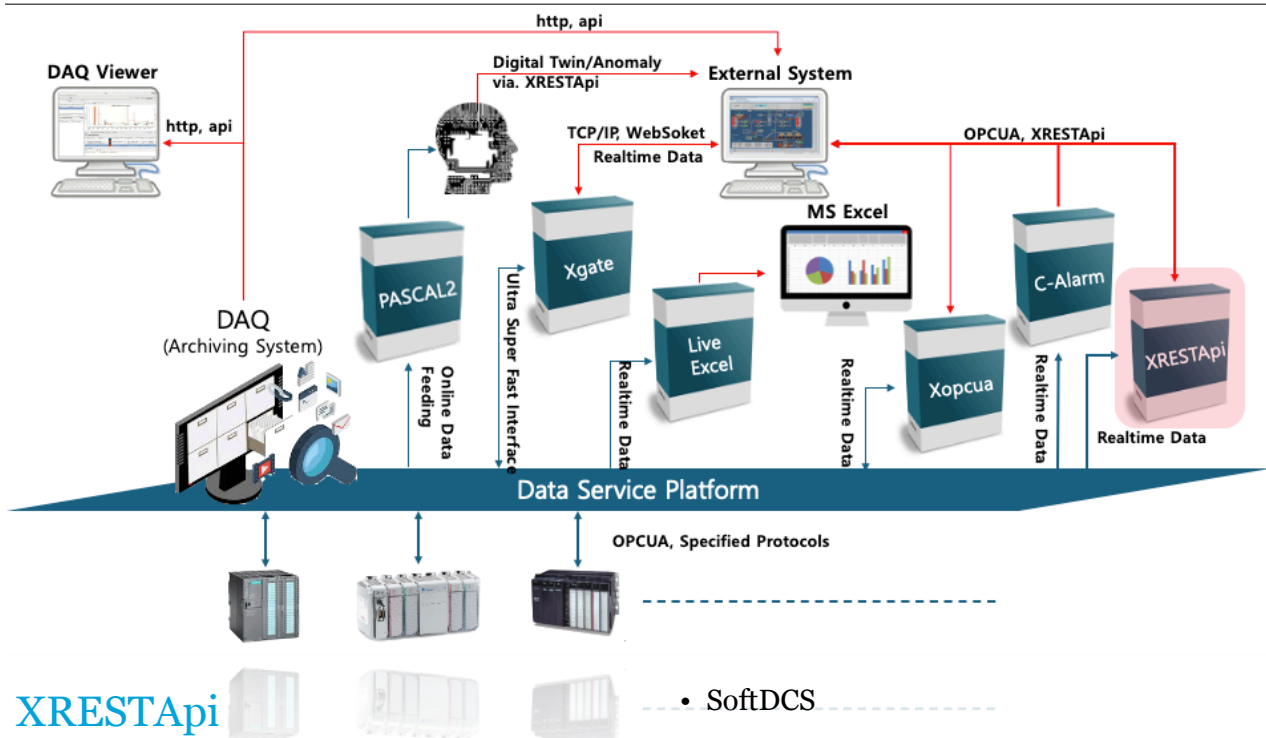 http, api
DAQ Viewer
Digital Twin/Anomaly
via. XRESTApi
External System
http, api
TCP/IP, WebSoket
Realtime Data
OPCUA, XRESTApi
MS Excel
PASCAL2
Xgate
C-Alarm
Live
Excel
XRESTApi
Xopcua
DAQ
(Archiving System)
Online Data
Feeding
Ultra Super Fast Interface
Realtime Data
Realtime Data
Realtime Data
Realtime Data
Data Service Platform
OPCUA, Specified Protocols
XRESTApi
• SoftDCS